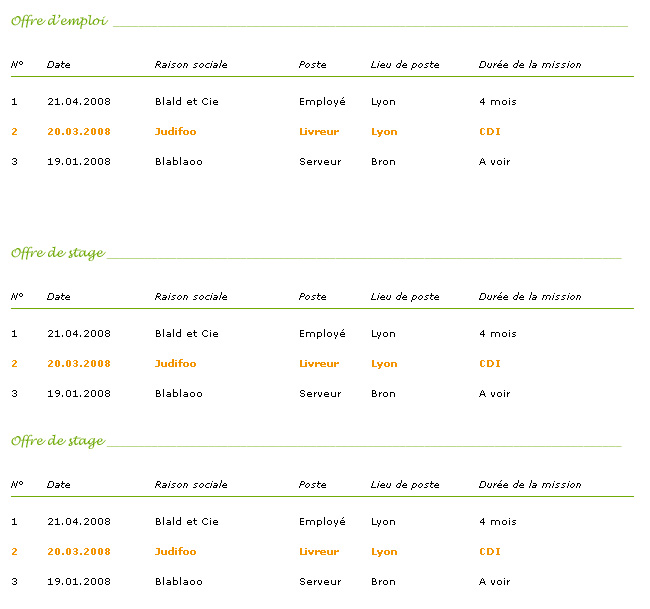 Offre d'emploi
N° Date Raison sociale Poste Lieu de poste Durée de la mission
1 21.04.2008 Blald et Cie Employé Lyon 4 mois
2 20.03.2008 Judifoo Livreur Lyon CDI
3 19.01.2008 Blablaoo Serveur Bron A voir
Offre de stage
N° Date Raison sociale Poste Lieu de poste Durée de la mission
1 21.04.2008 Blald et Cie Employé Lyon 4 mois
2 20.03.2008 Judifoo Livreur Lyon CDI
3 19.01.2008 Blablaoo Serveur Bron A voir
Offre de stage
N° Date Raison sociale Poste Lieu de poste Durée de la mission
1 21.04.2008 Blald et Cie Employé Lyon 4 mois
2 20.03.2008 Judifoo Livreur Lyon CDI
3 19.01.2008 Blablaoo Serveur Bron A voir